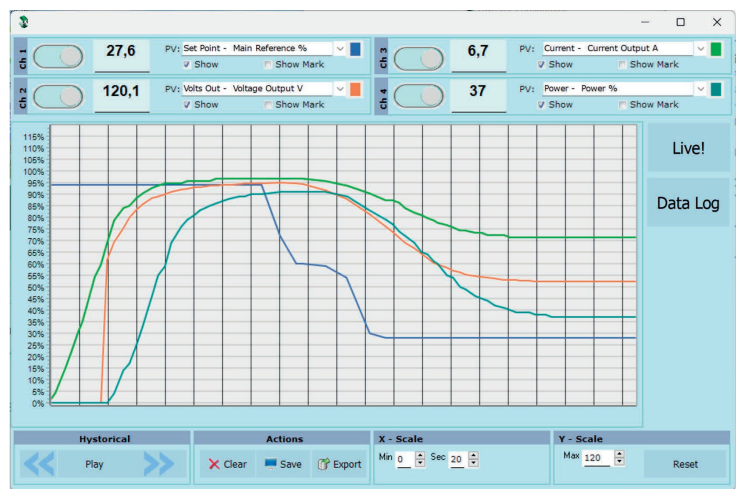 Ch 1
27,6
PV: Set Point - Main Reference %
Show
Show Mark
Ch 2
120,1
PV: Volts Out - Voltage Output V
Show
Show Mark
Ch 3
6,7
PV: Current - Current Output A
Show
Show Mark
Ch 4
37
PV: Power - Power %
Show
Show Mark
115%
110%
105%
100%
95%
90%
85%
80%
75%
70%
65%
60%
55%
50%
45%
40%
35%
30%
25%
20%
15%
10%
5%
0%
Live!
Data Log
Hystorical
Play
Actions
Clear Save Export
X - Scale
Min 0 Sec 20
Y - Scale
Max 120 Reset